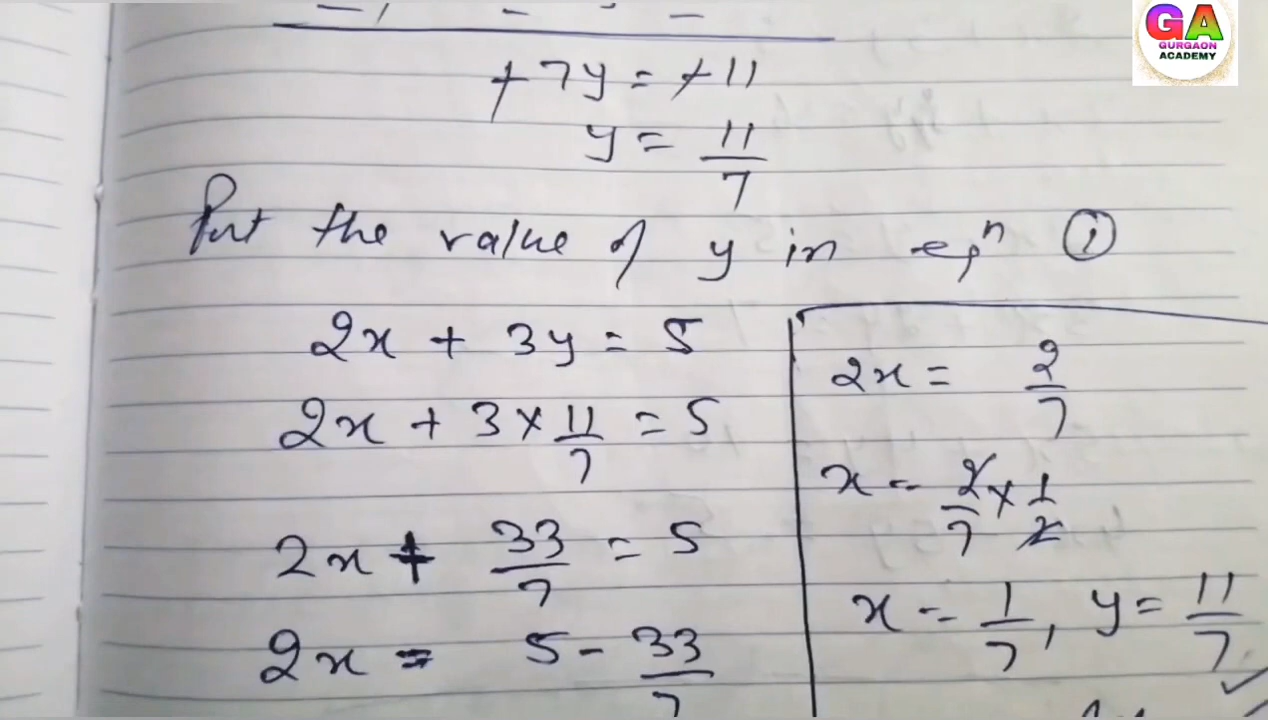 GA
GURGAON
ACADEMY
+7y = +11
y = 11/7
Put the value of y in eqⁿ ①
2x + 3y = 5
2x + 3 × 11/7 = 5
2x + 33/7 = 5
2x = 5 - 33/7
2x = 2/7
x = 2/7 × 1/2
x = 1/7, y = 11/7